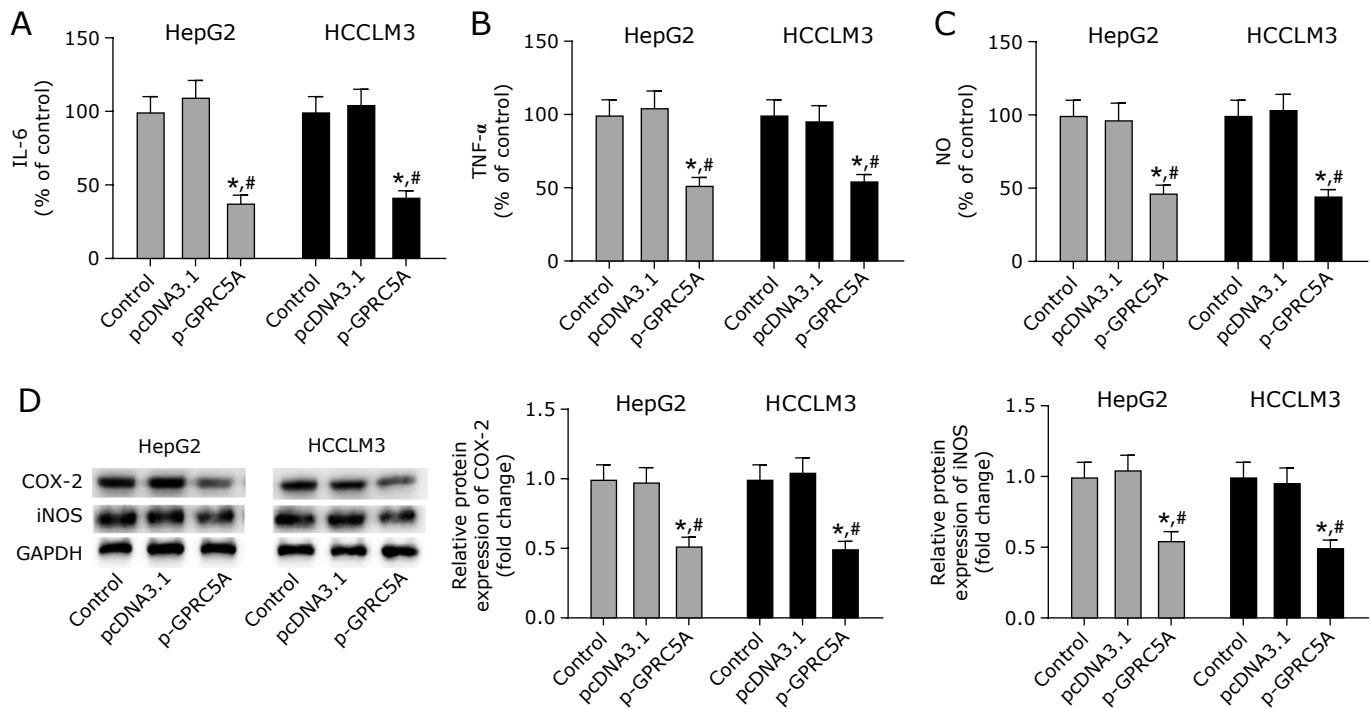 A
HepG2 HCCLM3
IL-6
(% of control)
150
100
50
0
*,# *,#
Control pcDNA3.1 p-GPRC5A Control pcDNA3.1 p-GPRC5A
B
HepG2 HCCLM3
TNF-α
(% of control)
150
100
50
0
*,# *,#
Control pcDNA3.1 p-GPRC5A Control pcDNA3.1 p-GPRC5A
C
HepG2 HCCLM3
NO
(% of control)
150
100
50
0
*,# *,#
Control pcDNA3.1 p-GPRC5A Control pcDNA3.1 p-GPRC5A
D
HepG2 HCCLM3
COX-2
iNOS
GAPDH
Control pcDNA3.1 p-GPRC5A Control pcDNA3.1 p-GPRC5A
HepG2 HCCLM3
Relative protein
expression of COX-2
(fold change)
1.5
1.0
0.5
0.0
*,# *,#
Control pcDNA3.1 p-GPRC5A Control pcDNA3.1 p-GPRC5A
HepG2 HCCLM3
Relative protein
expression of iNOS
(fold change)
1.5
1.0
0.5
0.0
*,# *,#
Control pcDNA3.1 p-GPRC5A Control pcDNA3.1 p-GPRC5A